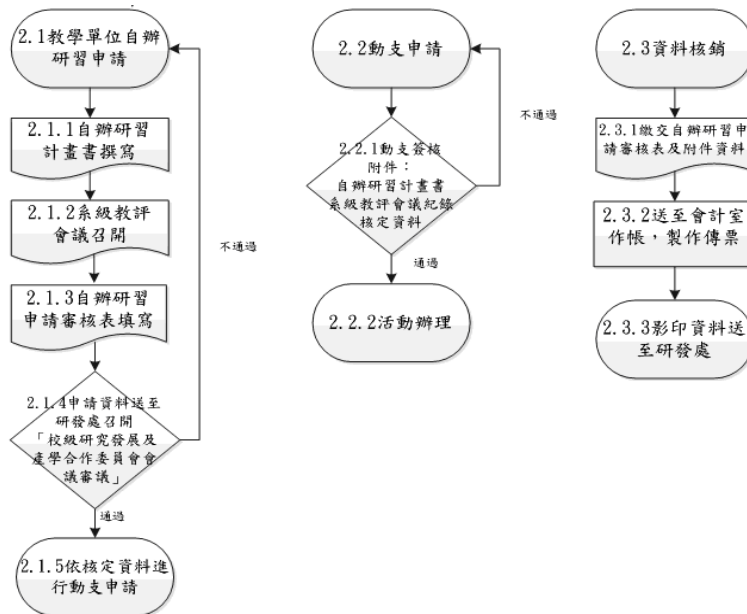 2.1教學單位自辦
研習申請
2.1.1自辦研習
計畫書撰寫
2.1.2系級教評
會議召開
2.1.3自辦研習
申請審核表填寫
2.1.4申請資料送至
研發處召開
「校級研究發展及
產學合作委員會會
議審議」
不通過
通過
2.1.5依核定資料進
行動支申請
2.2動支申請
2.2.1動支簽核
附件：
自辦研習計畫書
系級教評會議紀錄
核定資料
不通過
通過
2.2.2活動辦理
2.3資料核銷
2.3.1繳交自辦研習申
請審核表及附件資料
2.3.2送至會計室
作帳，製作傳票
2.3.3影印資料送
至研發處